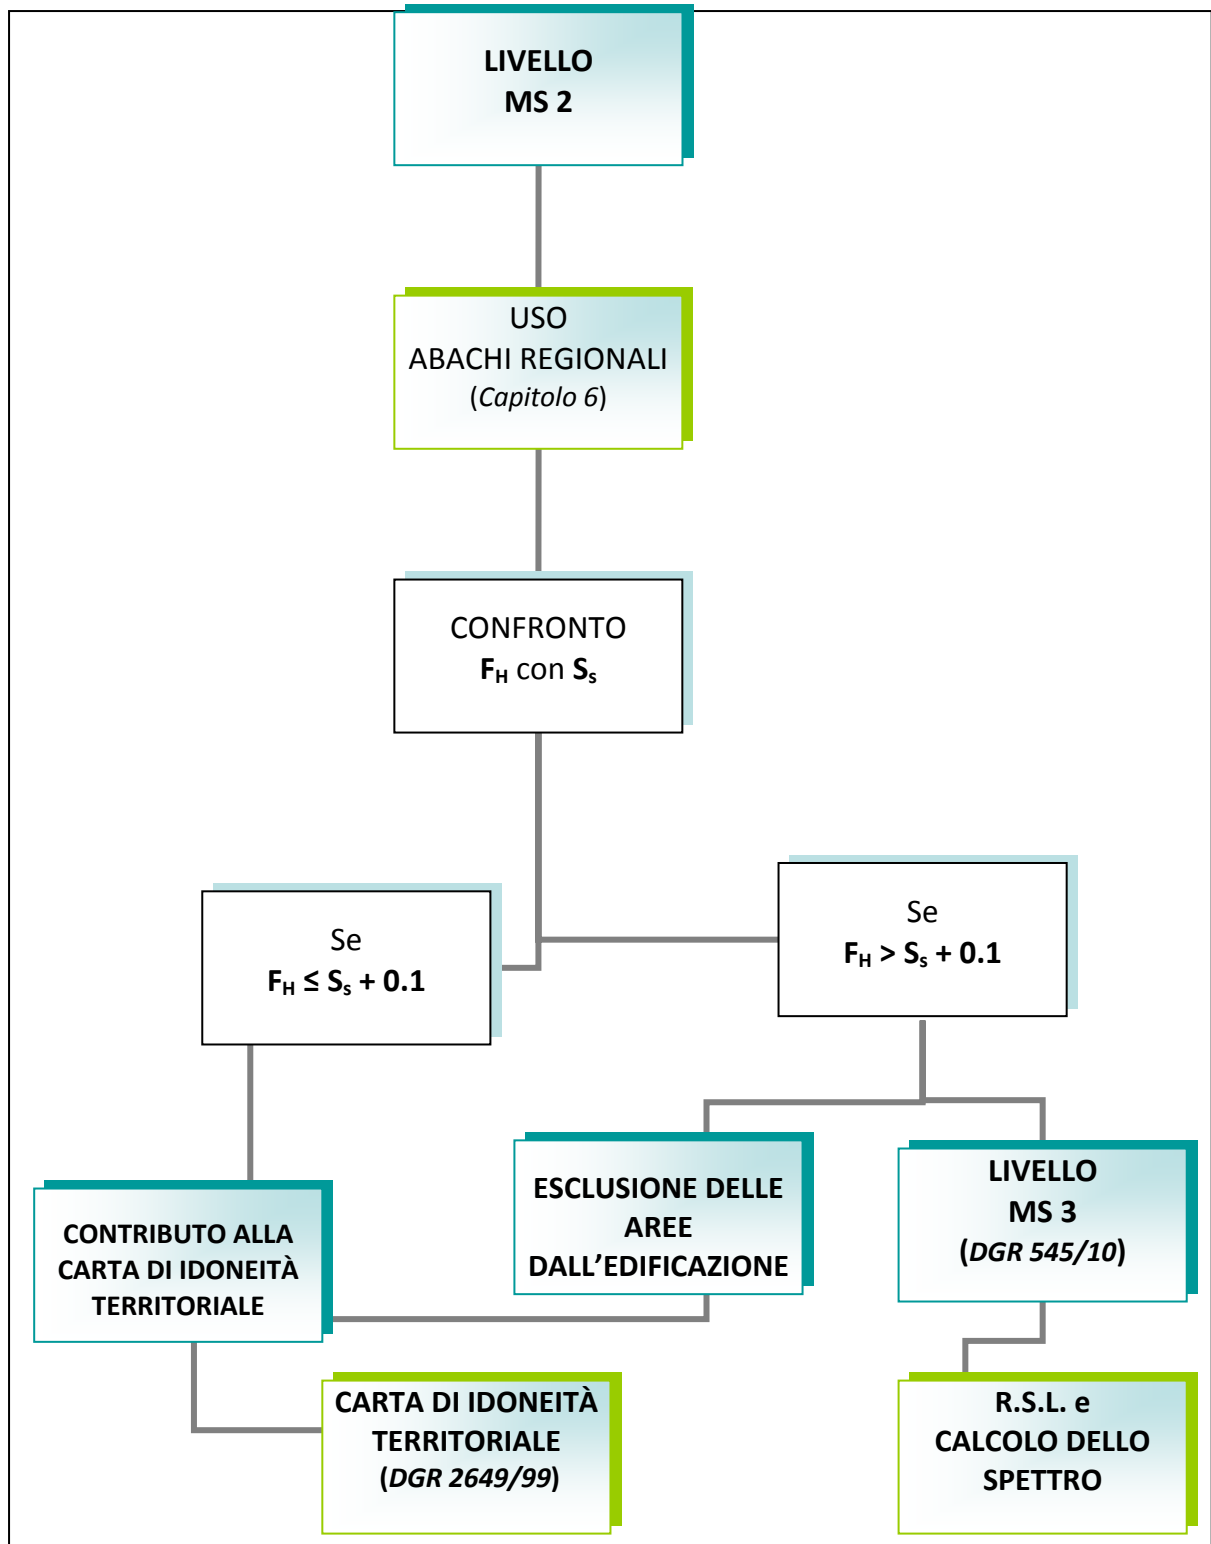 LIVELLO
MS 2
USO
ABACHI REGIONALI
(Capitolo 6)
CONFRONTO
FH con Ss
Se
FH ≤ Ss + 0.1
Se
FH > Ss + 0.1
CONTRIBUTO ALLA
CARTA DI IDONEITÀ
TERRITORIALE
ESCLUSIONE DELLE
AREE
DALL’EDIFICAZIONE
LIVELLO
MS 3
(DGR 545/10)
CARTA DI IDONEITÀ
TERRITORIALE
(DGR 2649/99)
R.S.L. e
CALCOLO DELLO
SPETTRO